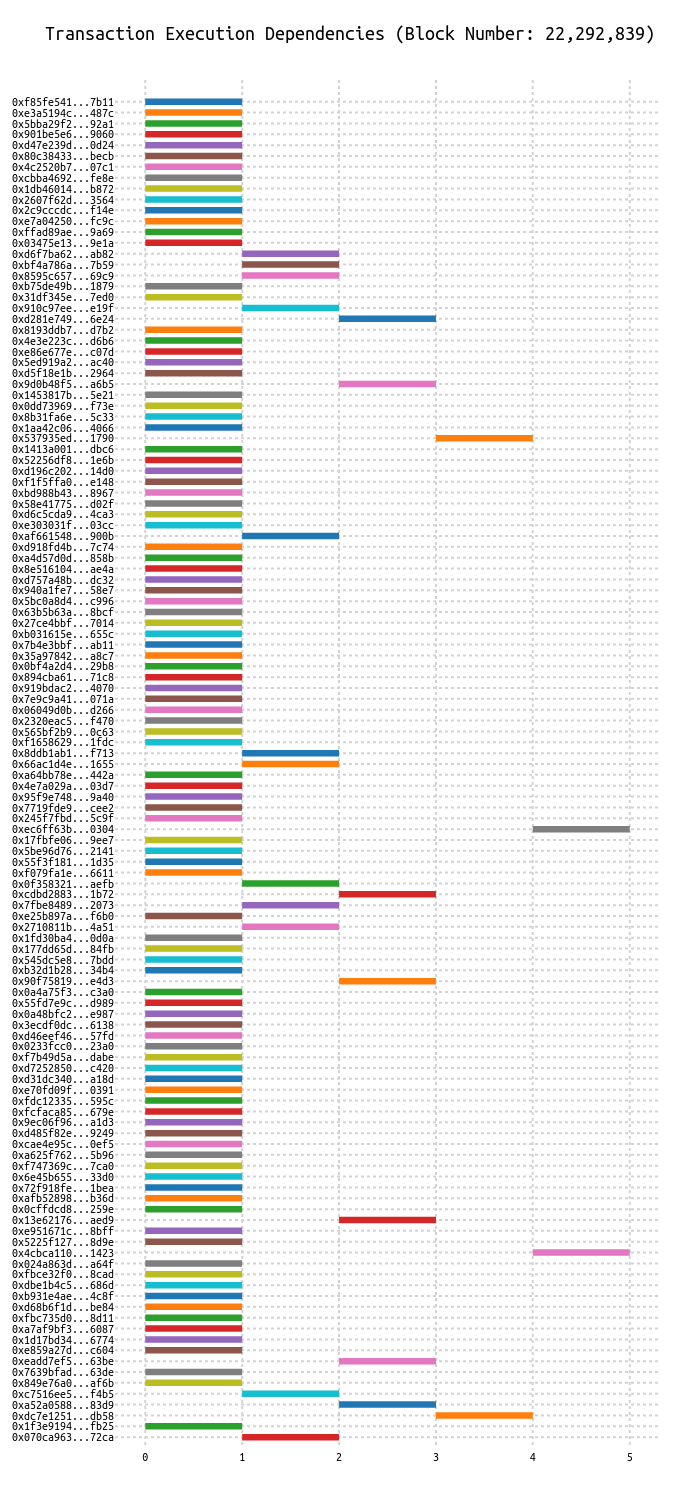 Transaction Execution Dependencies (Block Number: 22,292,839)
0xf85fe541...7b11
0xe3a5194c...487c
0x5bba29f2...92a1
0x901be5e6...9060
0xd47e239d...0d24
0x80c38433...becb
0x4c2520b7...07c1
0xcbba4692...fe8e
0x1db46014...b872
0x2607f62d...3564
0x2c9cccdc...f14e
0xe7a04250...fc9c
0xffad89ae...9a69
0x03475e13...9e1a
0xd6f7ba62...ab82
0xbf4a786a...7b59
0x8595c657...69c9
0xb75de49b...1879
0x31df345e...7ed0
0x910c97ee...e19f
0xd281e749...6e24
0x8193ddb7...d7b2
0x4e3e223c...d6b6
0xe86e677e...c07d
0x5ed919a2...ac40
0xd5f18e1b...2964
0x9d0b48f5...a6b5
0x1453817b...5e21
0x0dd73969...f73e
0x8b31fa6e...5c33
0x1aa42c06...4066
0x537935ed...1790
0x1413a001...dbc6
0x52256df8...1e6b
0xd196c202...14d0
0xf1f5ffa0...e148
0xbd988b43...8967
0x58e41775...d02f
0xd6c5cda9...4ca3
0xe303031f...03cc
0xaf661548...900b
0xd918fd4b...7c74
0xa4d57d0d...858b
0x8e516104...ae4a
0xd757a48b...dc32
0x940a1fe7...58e7
0x5bc0a8d4...c996
0x63b5b63a...8bcf
0x27ce4bbf...7014
0xb031615e...655c
0x7b4e3bbf...ab11
0x35a97842...a8c7
0x0bf4a2d4...29b8
0x894cba61...71c8
0x919bdac2...4070
0x7e9c9a41...071a
0x06049d0b...d266
0x2320eac5...f470
0x565bf2b9...0c63
0xf1658629...1fdc
0x8ddb1ab1...f713
0x66ac1d4e...1655
0xa64bb78e...442a
0x4e7a029a...03d7
0x95f9e748...9a40
0x7719fde9...cee2
0x245f7fbd...5c9f
0xec6ff63b...0304
0x17fbfe06...9ee7
0x5be96d76...2141
0x55f3f181...1d35
0xf079fa1e...6611
0x0f358321...aefb
0xcdbd2883...1b72
0x7fbe8489...2073
0xe25b897a...f6b0
0x2710811b...4a51
0x1fd30ba4...0d0a
0x177dd65d...84fb
0x545dc5e8...7bdd
0xb32d1b28...34b4
0x90f75819...e4d3
0x0a4a75f3...c3a0
0x55fd7e9c...d989
0x0a48bfc2...e987
0x3ecdf0dc...6138
0xd46eef46...57fd
0x0233fcc0...23a0
0xf7b49d5a...dabe
0xd7252850...c420
0xd31dc340...a18d
0xe70fd09f...0391
0xfdc12335...595c
0xfcfaca85...679e
0x9ec06f96...a1d3
0xd485f82e...9249
0xcae4e95c...0ef5
0xa625f762...5b96
0xf747369c...7ca0
0x6e45b655...33d0
0x72f918fe...1bea
0xafb52898...b36d
0x0cffdcd8...259e
0x13e62176...aed9
0xe951671c...8bff
0x5225f127...8d9e
0x4cbca110...1423
0x024a863d...a64f
0xfbce32f0...8cad
0xdbe1b4c5...686d
0xb931e4ae...4c8f
0xd68b6f1d...be84
0xfbc735d0...8d11
0xa7af9bf3...6087
0x1d17bd34...6774
0xe859a27d...c604
0xeadd7ef5...63be
0x7639bfad...63de
0x849e76a0...af6b
0xc7516ee5...f4b5
0xa52a0588...83d9
0xdc7e1251...db58
0x1f3e9194...fb25
0x070ca963...72ca
0 1 2 3 4 5